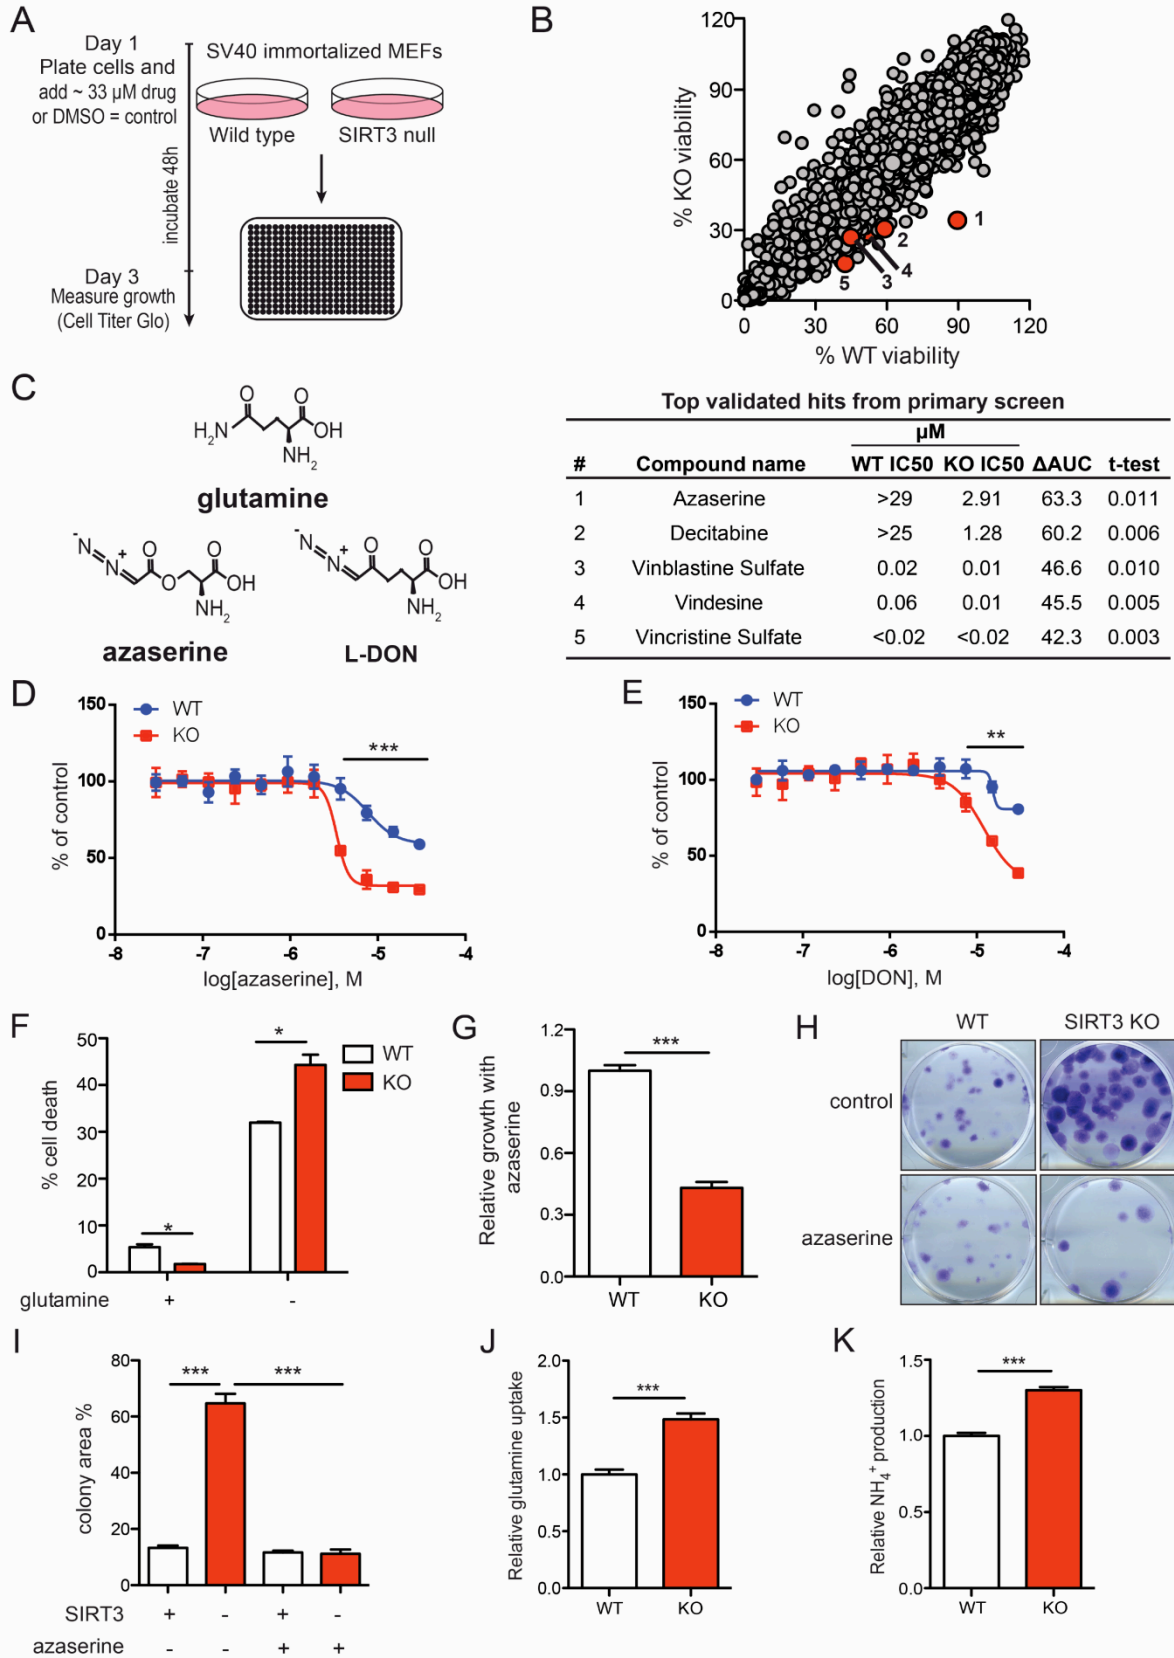 A
Day 1
Plate cells and
add ~ 33 µM drug
or DMSO = control
incubate 48h
Day 3
Measure growth
(Cell Titer Glo)
SV40 immortalized MEFs
Wild type
SIRT3 null
B
% KO viability
120
90
60
30
0
0 30 60 90 120
% WT viability
1
2
4
3
5
C
glutamine
O
H₂N
OH
NH₂
azaserine
-
N
N
+
O
O
O
OH
NH₂
L-DON
-
N
N
+
O
O
OH
NH₂
Top validated hits from primary screen
µM
# Compound name WT IC50 KO IC50 ΔAUC t-test
1 Azaserine >29 2.91 63.3 0.011
2 Decitabine >25 1.28 60.2 0.006
3 Vinblastine Sulfate 0.02 0.01 46.6 0.010
4 Vindesine 0.06 0.01 45.5 0.005
5 Vincristine Sulfate <0.02 <0.02 42.3 0.003
D
WT
KO
***
% of control
150
100
50
0
-8 -7 -6 -5 -4
log[azaserine], M
E
WT
KO
**
% of control
150
100
50
0
-8 -7 -6 -5 -4
log[DON], M
F
WT
KO
*
*
% cell death
50
40
30
20
10
0
glutamine + -
G
***
Relative growth with
azaserine
1.2
0.9
0.6
0.3
0.0
WT KO
H
WT SIRT3 KO
control
azaserine
I
*** ***
colony area %
80
60
40
20
0
SIRT3 + - + -
azaserine - - + +
J
***
Relative glutamine uptake
2.0
1.5
1.0
0.5
0.0
WT KO
K
***
Relative NH₄⁺ production
1.5
1.0
0.5
0.0
WT KO